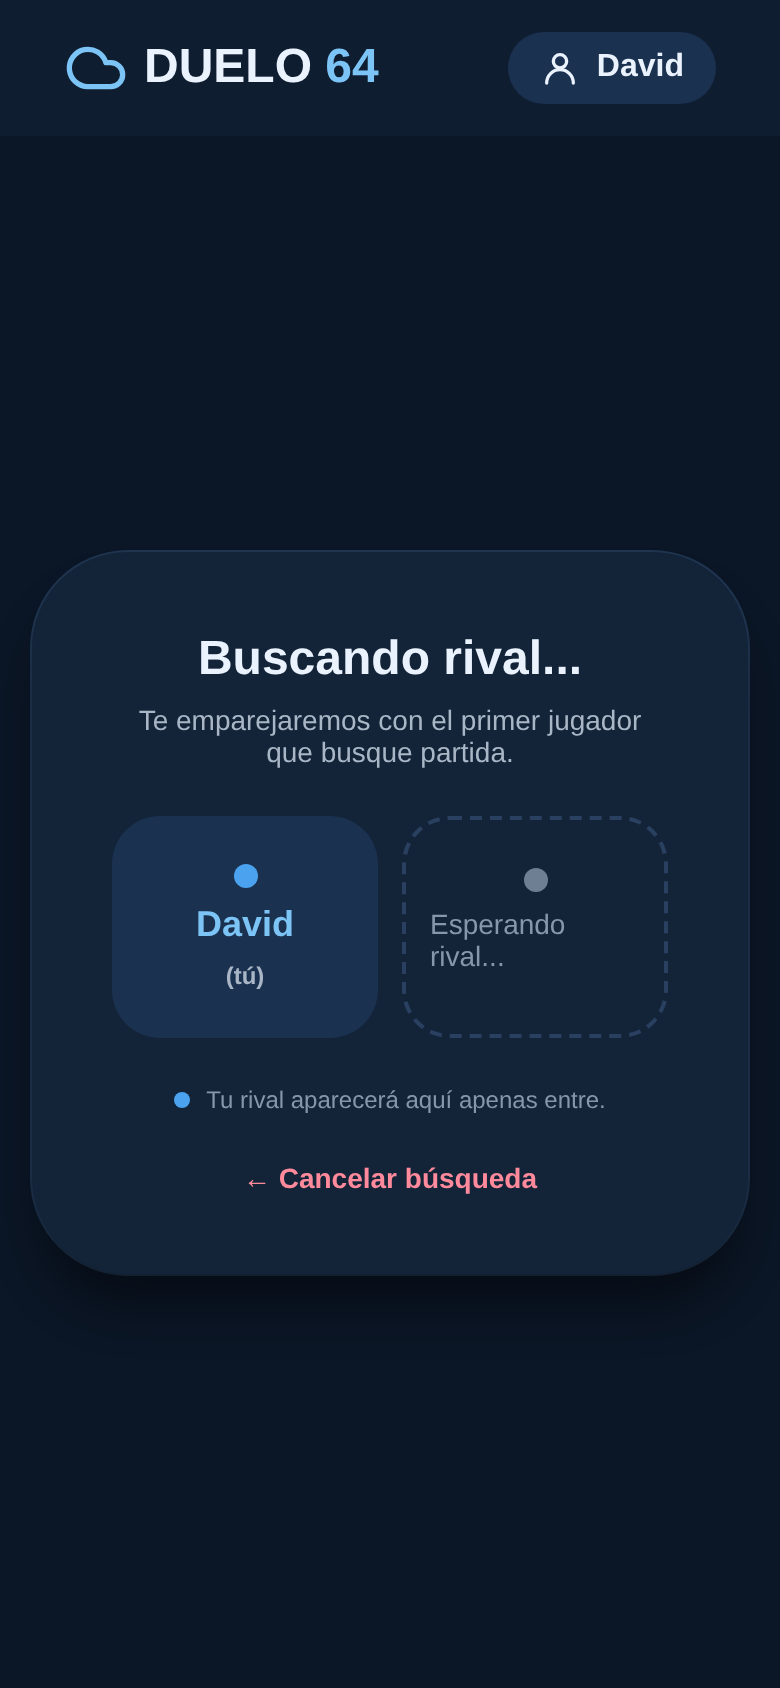 DUELO 64
David
Buscando rival...
Te emparejaremos con el primer jugador
que busque partida.
David
(tú)
Esperando
rival...
Tu rival aparecerá aquí apenas entre.
← Cancelar búsqueda